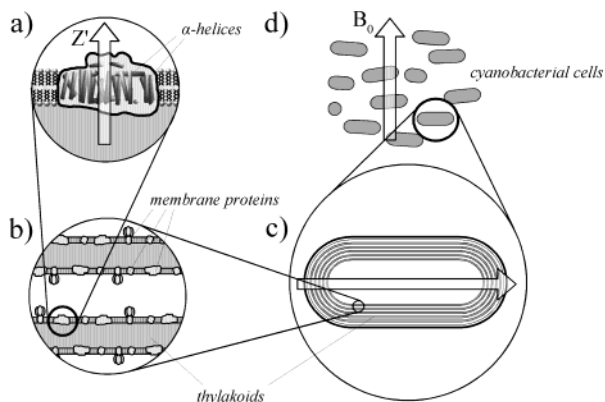 a)
Z'
α-helices
d)
B₀
cyanobacterial cells
b)
membrane proteins
c)
thylakoids